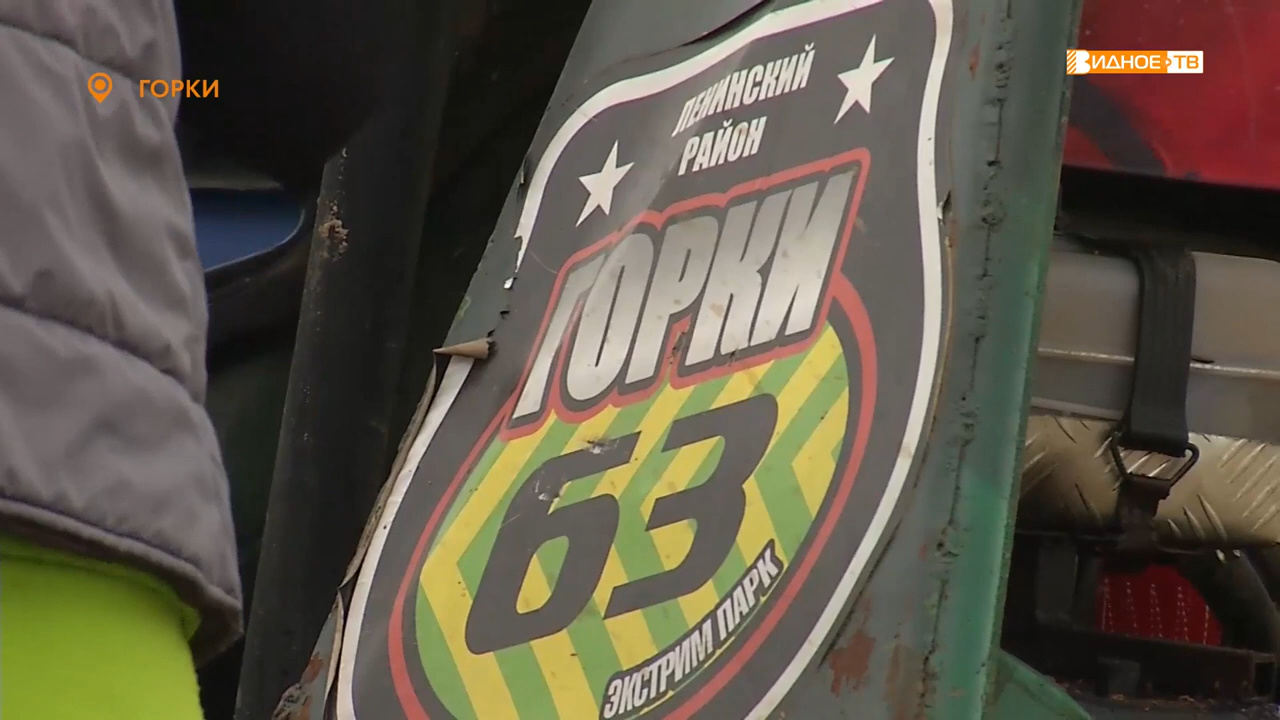 ГОРКИ
ВИДНОЕ ТВ
ЛЕНИНСКИЙ
РАЙОН
ГОРКИ
63
ЭКСТРИМ ПАРК